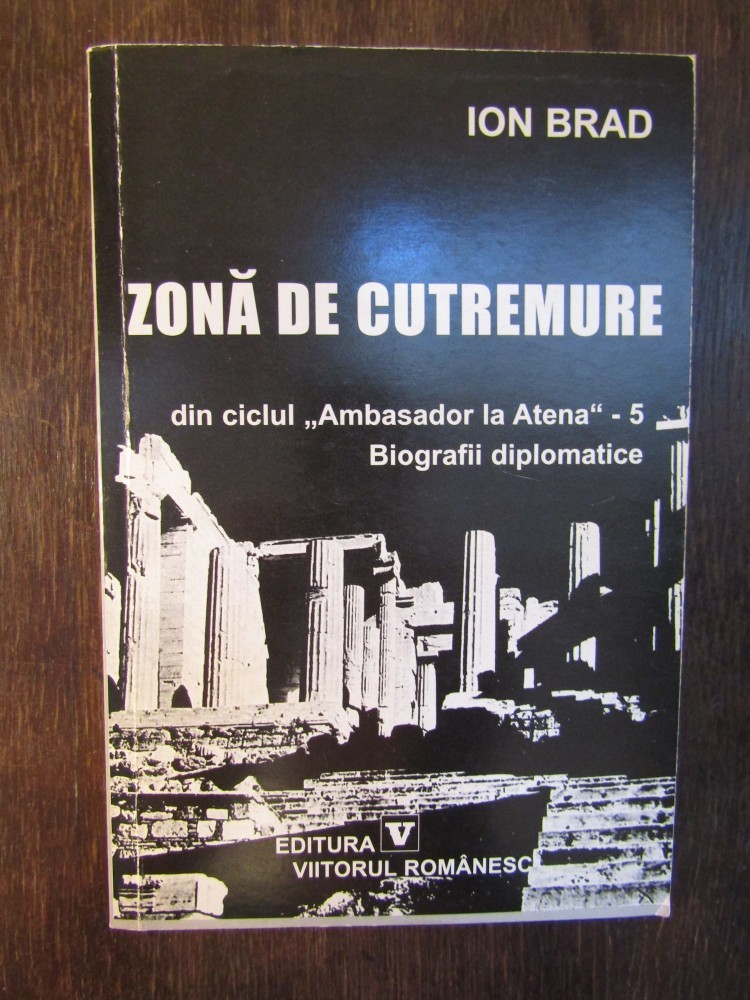 ION BRAD
ZONĂ DE CUTREMURE
din ciclul „Ambasador la Atena“ - 5
Biografii diplomatice
EDITURA V
VIITORUL ROMÂNESC